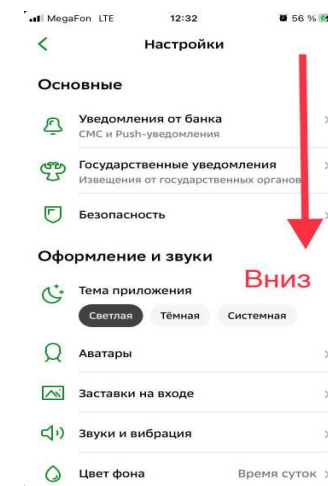 MegaFon LTE 12:32 56 %
Настройки
Основные
Уведомления от банка
СМС и Push-уведомления
Государственные уведомления
Извещения от государственных органов
Безопасность
Оформление и звуки
Вниз
Тема приложения
Светлая Тёмная Системная
Аватары
Заставки на входе
Звуки и вибрация
Цвет фона Время суток